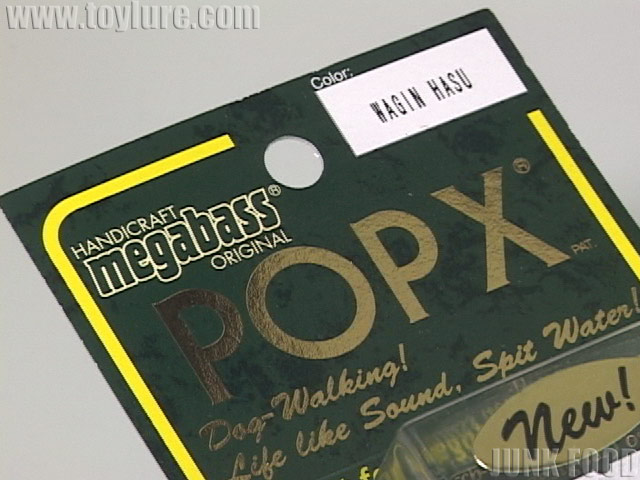 www.toylure.com
Color:
WAGIN HASU
HANDICRAFT
megabass®
ORIGINAL
POPX®
PAT.
Dog-Walking!
Life like Sound, Spit Water!
New!
JUNK FOOD